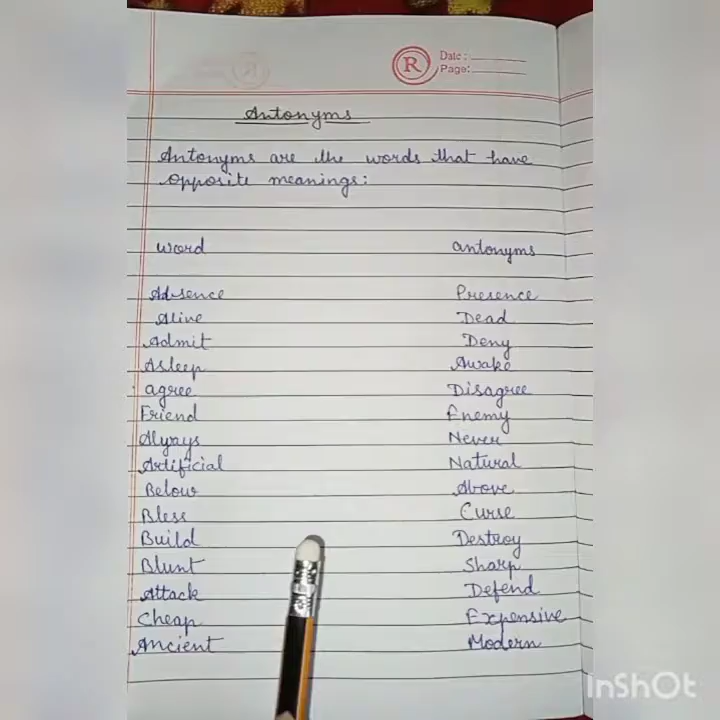 R Date:
Page:
Antonyms
Antonyms are the words that have
opposite meanings:
word antonyms
Absence Presence
Alive Dead
Admit Deny
Asleep Awake
agree Disagree
Friend Enemy
Always Never
Artificial Natural
Below Above
Bless Curse
Build Destroy
Blunt Sharp
Attack Defend
Cheap Expensive
Ancient Modern
InShOt